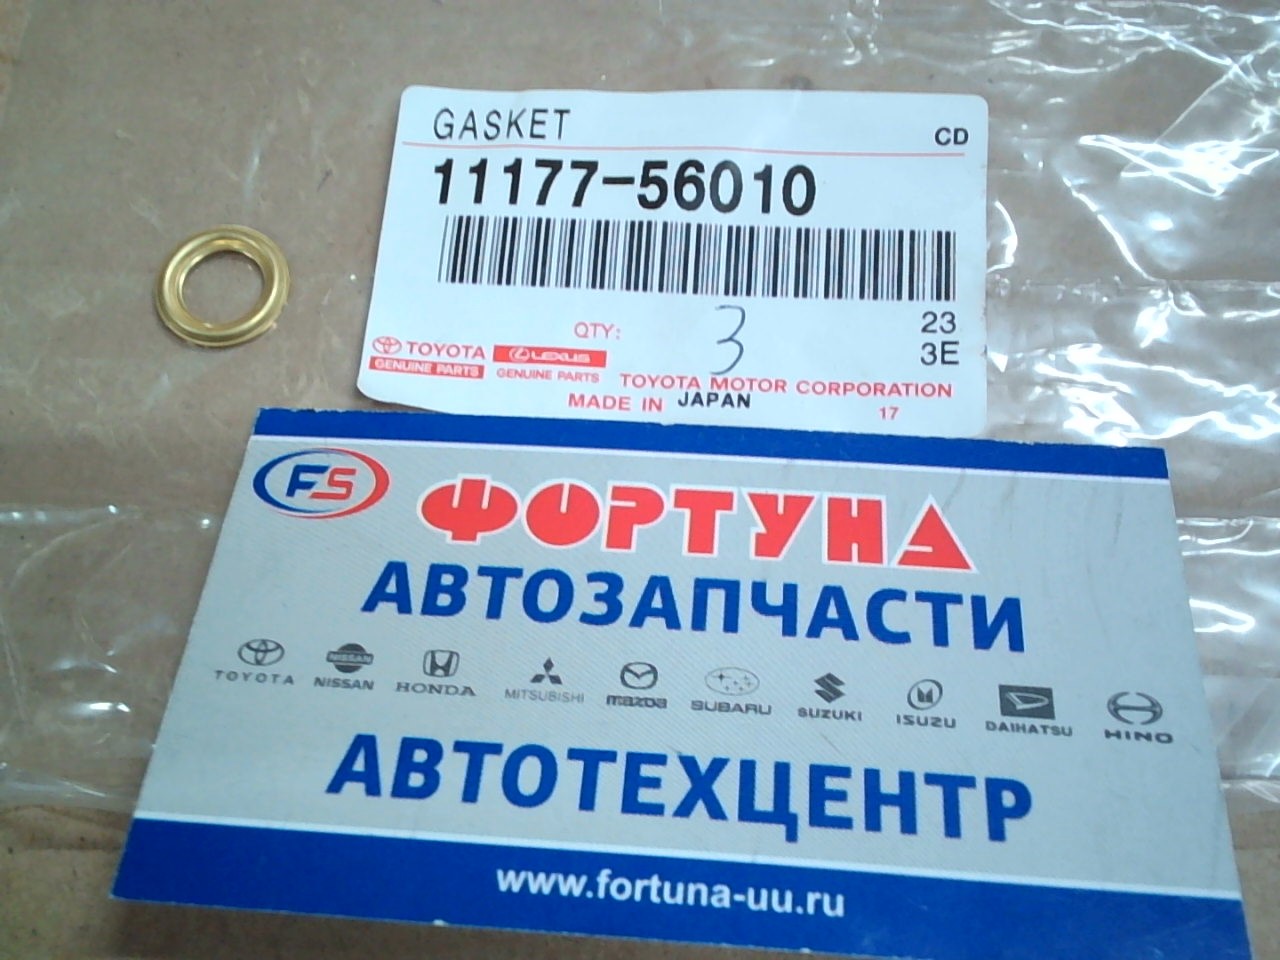 GASKET
CD
11177-56010
QTY: 3
23
3E
TOYOTA
GENUINE PARTS
LEXUS
GENUINE PARTS
TOYOTA MOTOR CORPORATION
MADE IN JAPAN
17
FS
ФОРТУНА
АВТОЗАПЧАСТИ
TOYOTA
NISSAN
NISSAN
HONDA
MITSUBISHI
mazda
SUBARU
SUZUKI
ISUZU
DAIHATSU
HINO
АВТОТЕХЦЕНТР
www.fortuna-uu.ru